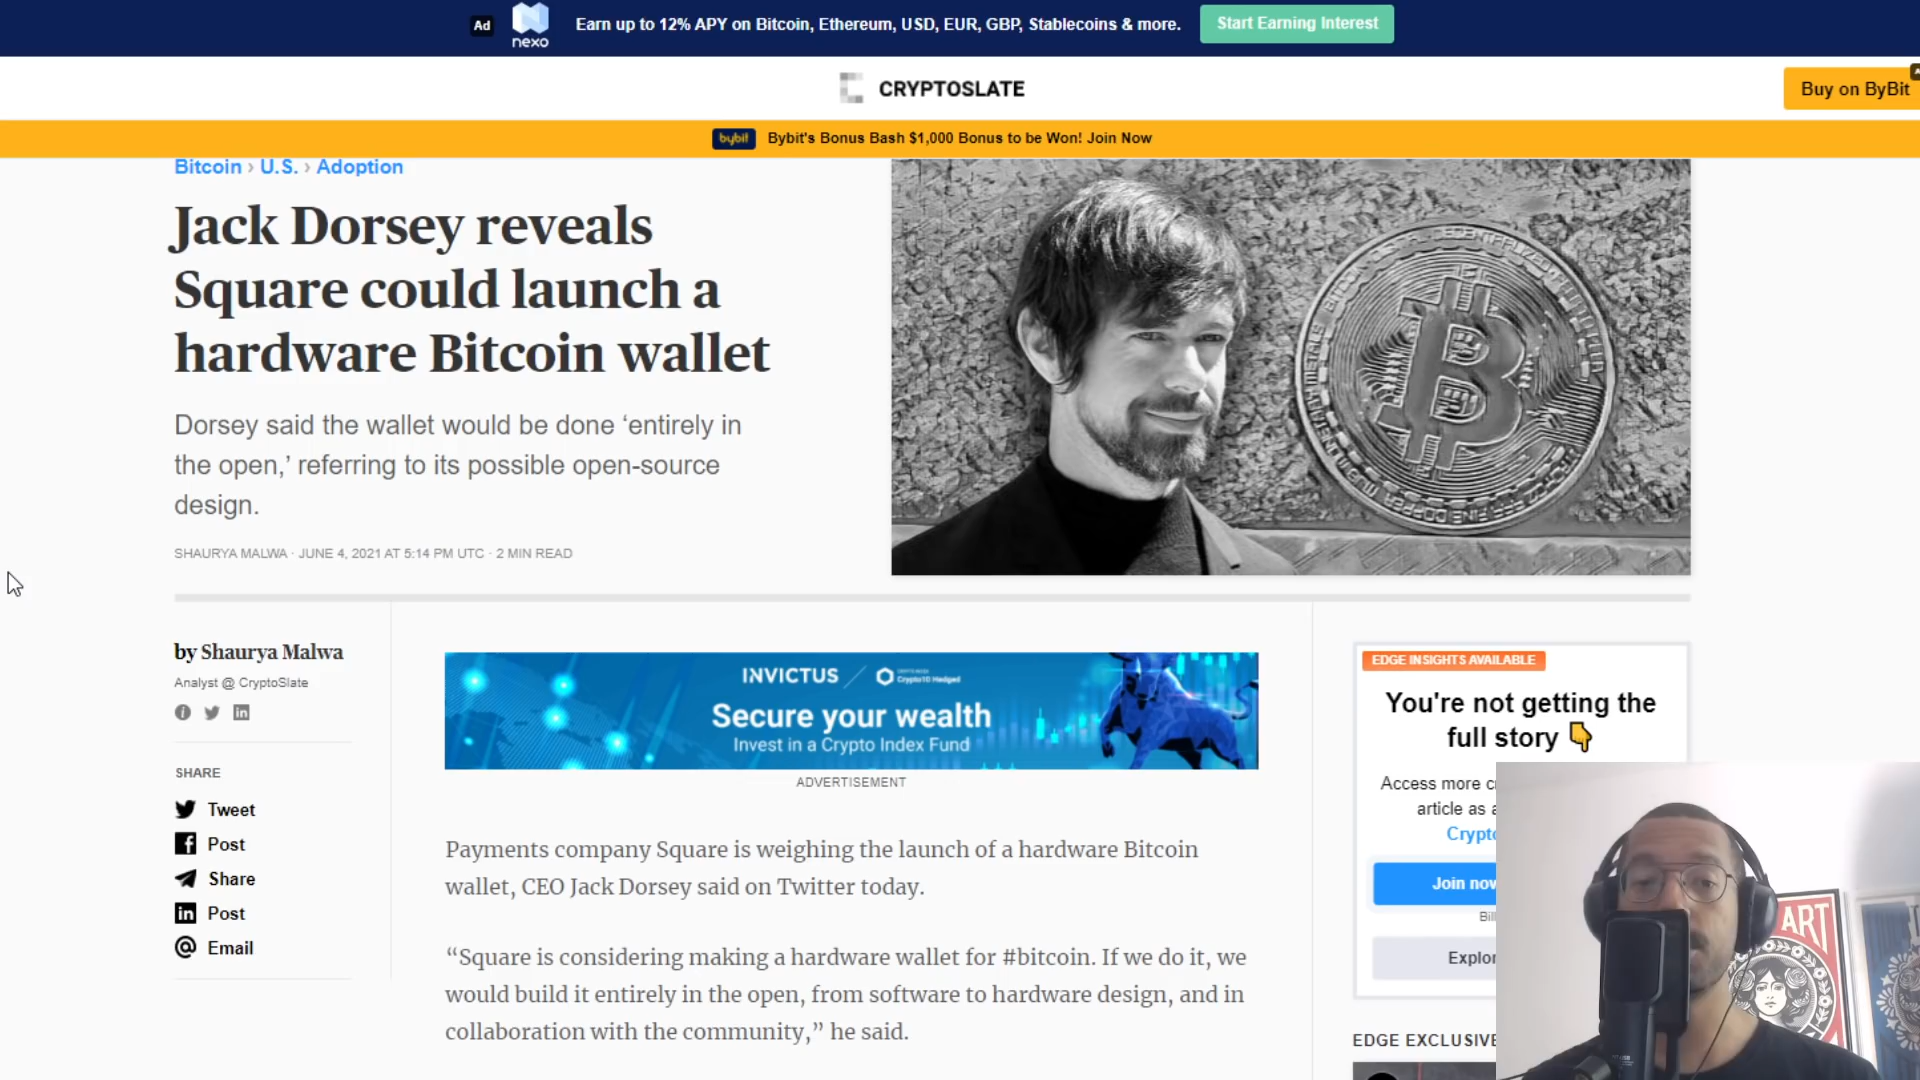 Ad
nexo
Earn up to 12% APY on Bitcoin, Ethereum, USD, EUR, GBP, Stablecoins & more.
Start Earning Interest
CRYPTOSLATE
Buy on ByBit
bybit
Bybit's Bonus Bash $1,000 Bonus to be Won! Join Now
Bitcoin › U.S. › Adoption
Jack Dorsey reveals
Square could launch a
hardware Bitcoin wallet
Dorsey said the wallet would be done ‘entirely in
the open,’ referring to its possible open-source
design.
SHAURYA MALWA · JUNE 4, 2021 AT 5:14 PM UTC · 2 MIN READ
by Shaurya Malwa
Analyst @ CryptoSlate
SHARE
Tweet
Post
Share
Post
Email
INVICTUS
Crypto10 Hedged
Secure your wealth
Invest in a Crypto Index Fund
ADVERTISEMENT
Payments company Square is weighing the launch of a hardware Bitcoin
wallet, CEO Jack Dorsey said on Twitter today.
“Square is considering making a hardware wallet for #bitcoin. If we do it, we
would build it entirely in the open, from software to hardware design, and in
collaboration with the community,” he said.
EDGE INSIGHTS AVAILABLE
You're not getting the
full story
Access more
article as
Join now
EDGE EXCLUSIVE
ART